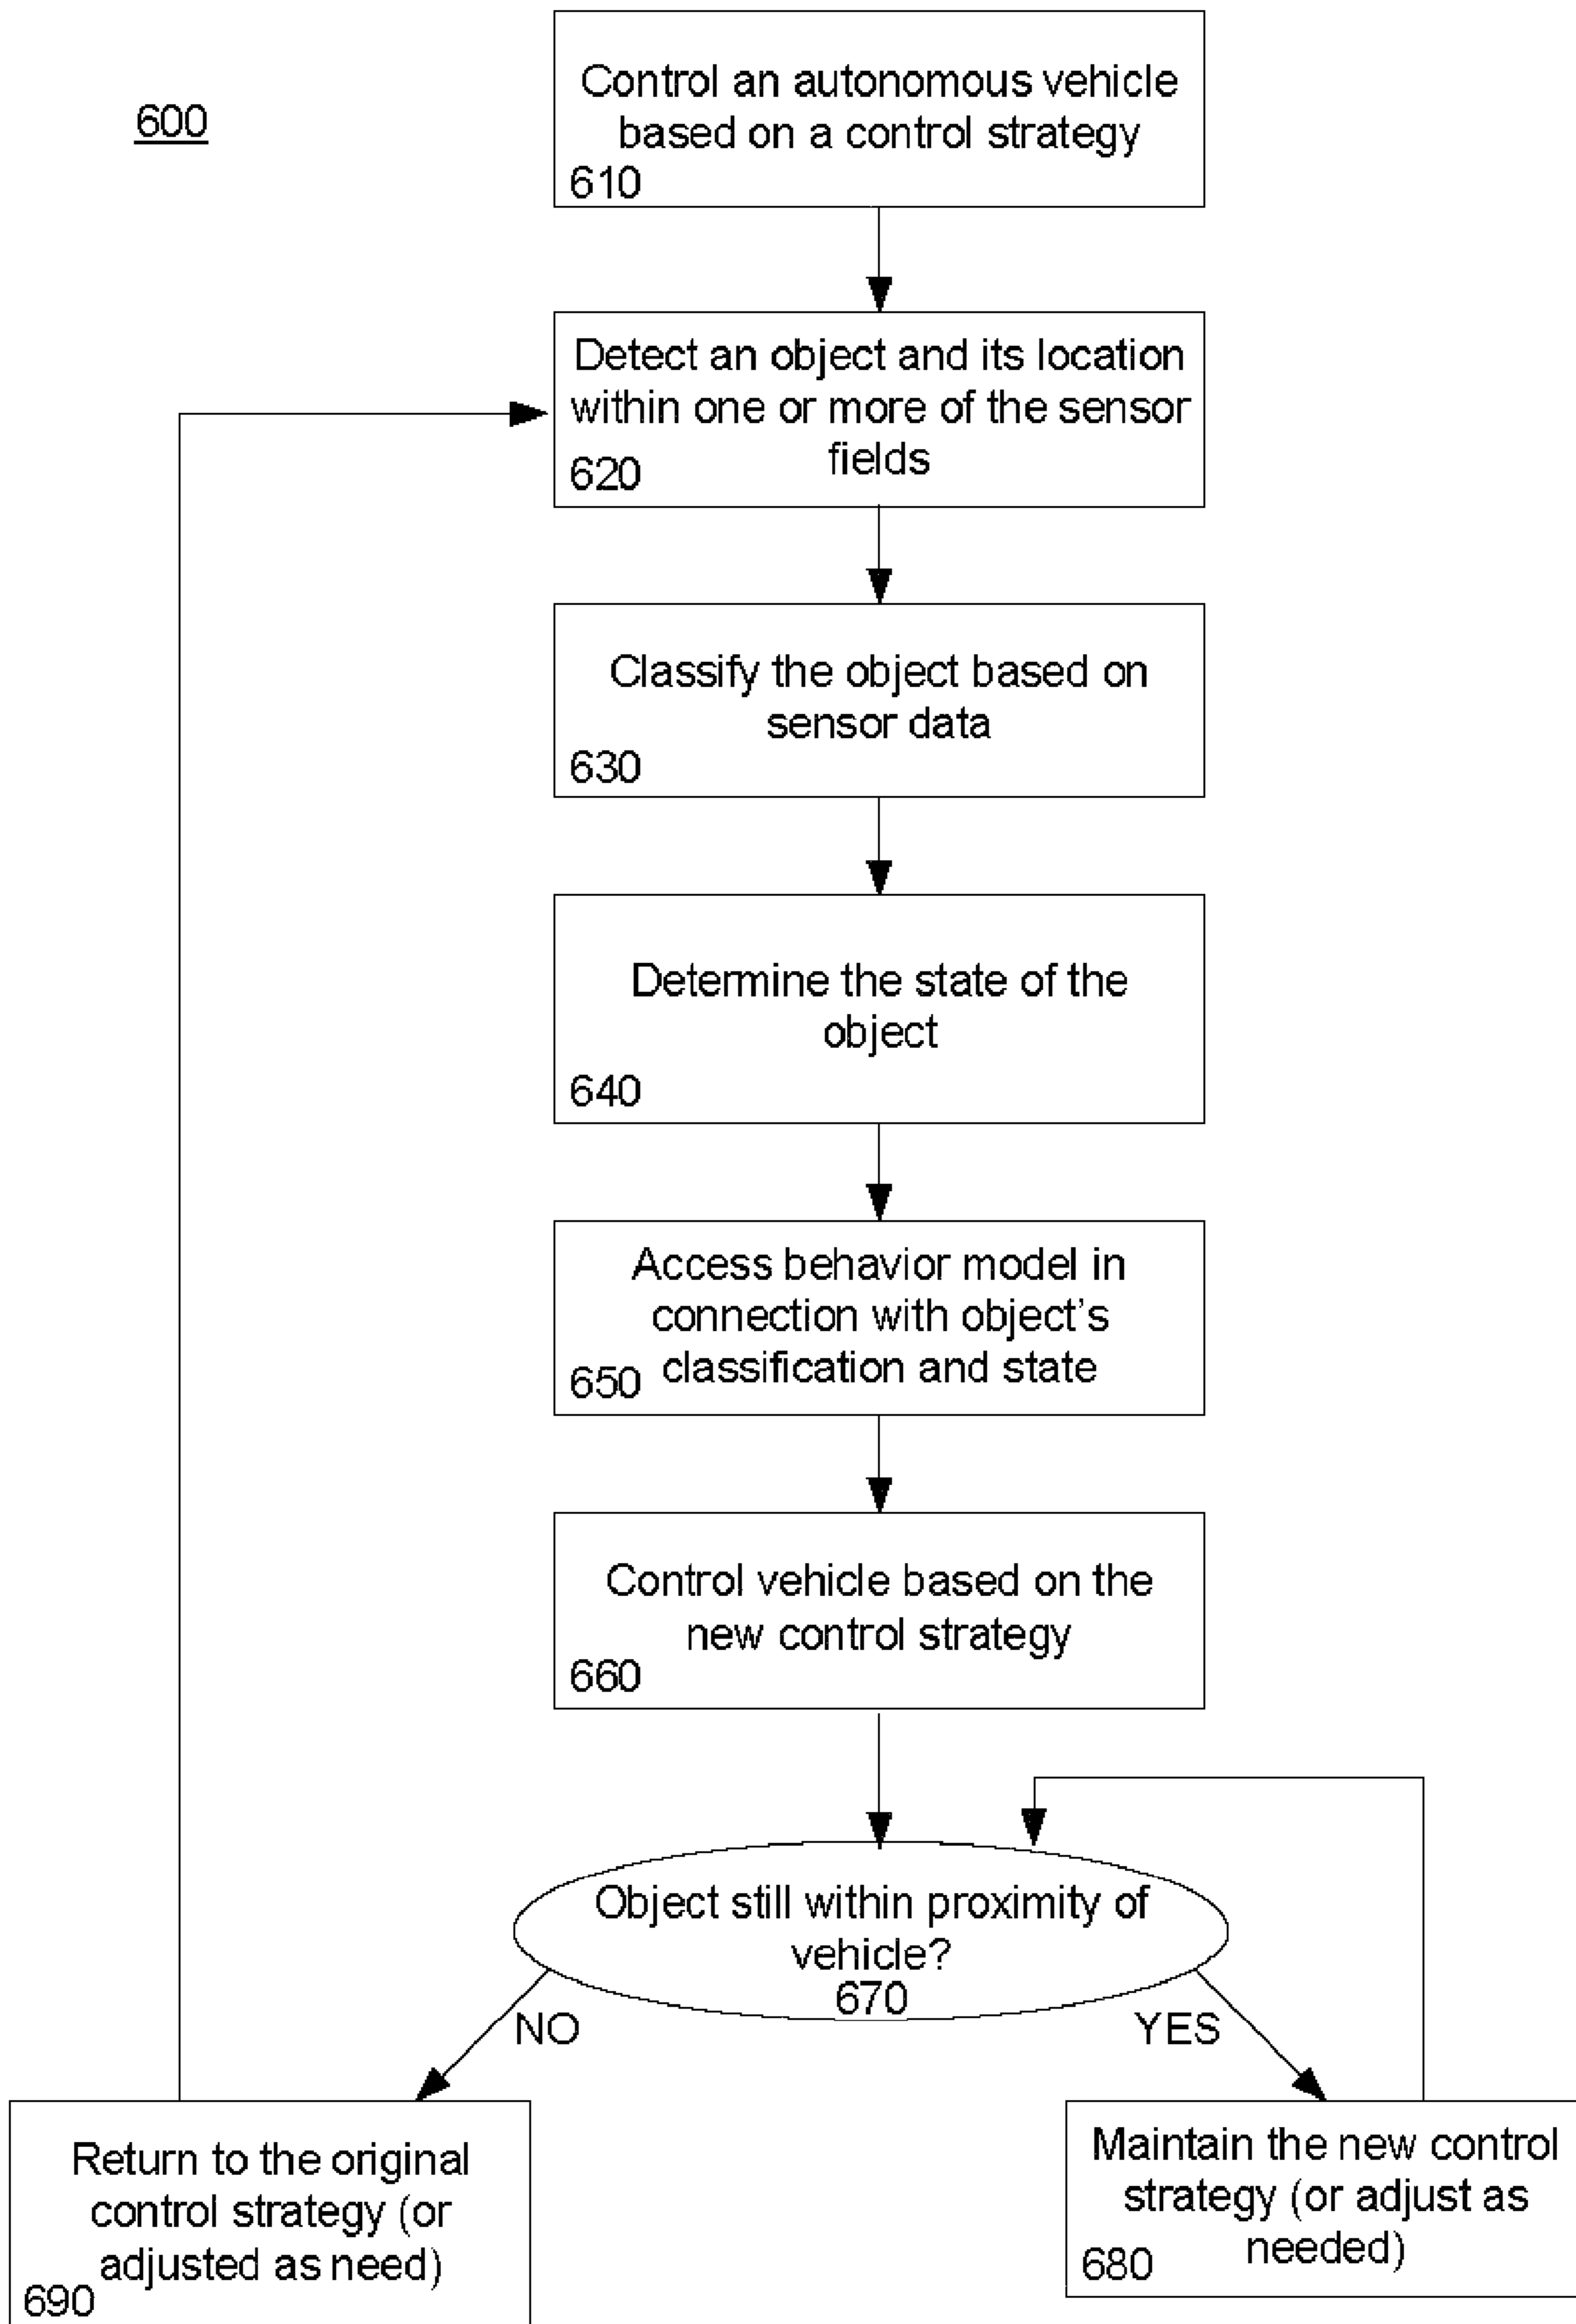 600
Control an autonomous vehicle
based on a control strategy
610
Detect an object and its location
within one or more of the sensor
fields
620
Classify the object based on
sensor data
630
Determine the state of the
object
640
Access behavior model in
connection with object's
classification and state
650
Control vehicle based on the
new control strategy
660
Object still within proximity of
vehicle?
670
NO
YES
Return to the original
control strategy (or
adjusted as need)
690
Maintain the new control
strategy (or adjust as
needed)
680